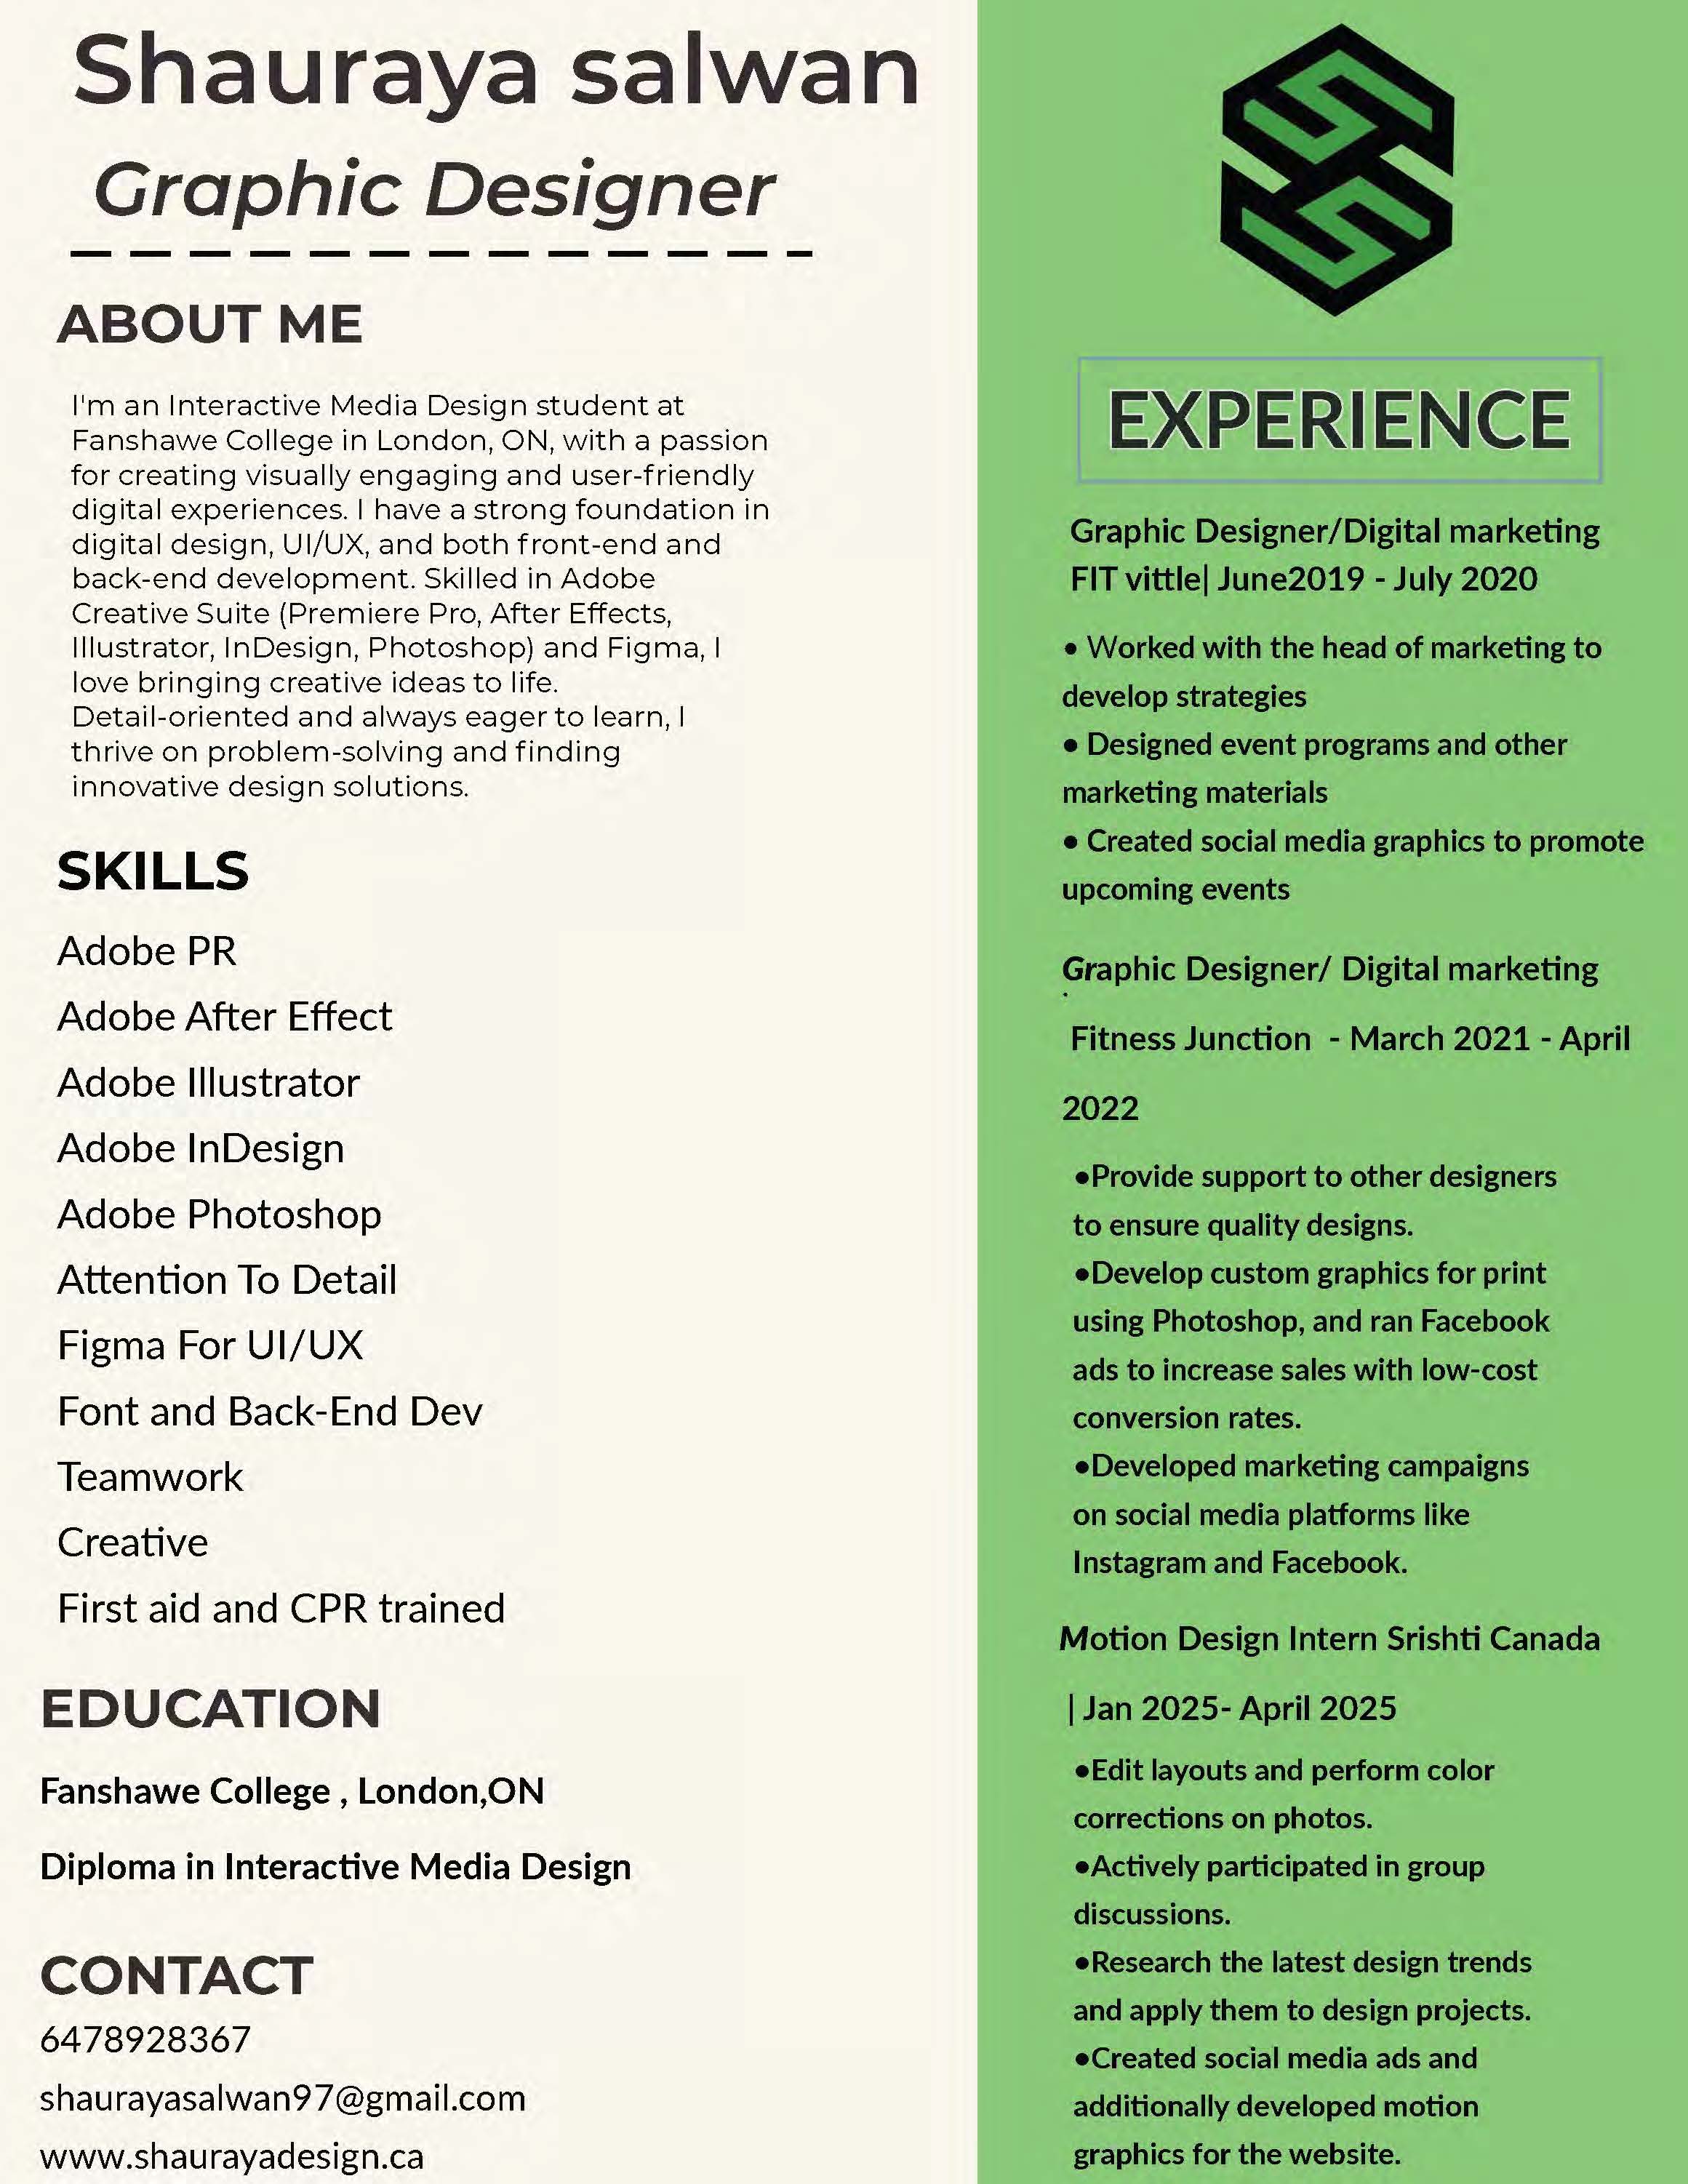 Shauraya salwan
Graphic Designer
ABOUT ME
I'm an Interactive Media Design student at
Fanshawe College in London, ON, with a passion
for creating visually engaging and user-friendly
digital experiences. I have a strong foundation in
digital design, UI/UX, and both front-end and
back-end development. Skilled in Adobe
Creative Suite (Premiere Pro, After Effects,
Illustrator, InDesign, Photoshop) and Figma, I
love bringing creative ideas to life.
Detail-oriented and always eager to learn, I
thrive on problem-solving and finding
innovative design solutions.
SKILLS
Adobe PR
Adobe After Effect
Adobe Illustrator
Adobe InDesign
Adobe Photoshop
Attention To Detail
Figma For UI/UX
Font and Back-End Dev
Teamwork
Creative
First aid and CPR trained
EDUCATION
Fanshawe College , London,ON
Diploma in Interactive Media Design
CONTACT
6478928367
shaurayasalwan97@gmail.com
www.shaurayadesign.ca
EXPERIENCE
Graphic Designer/Digital marketing
FIT vittle| June2019 - July 2020
• Worked with the head of marketing to
develop strategies
• Designed event programs and other
marketing materials
• Created social media graphics to promote
upcoming events
Graphic Designer/ Digital marketing
Fitness Junction  - March 2021 - April
2022
•Provide support to other designers
to ensure quality designs.
•Develop custom graphics for print
using Photoshop, and ran Facebook
ads to increase sales with low-cost
conversion rates.
•Developed marketing campaigns
on social media platforms like
Instagram and Facebook.
Motion Design Intern Srishti Canada
| Jan 2025- April 2025
•Edit layouts and perform color
corrections on photos.
•Actively participated in group
discussions.
•Research the latest design trends
and apply them to design projects.
•Created social media ads and
additionally developed motion
graphics for the website.